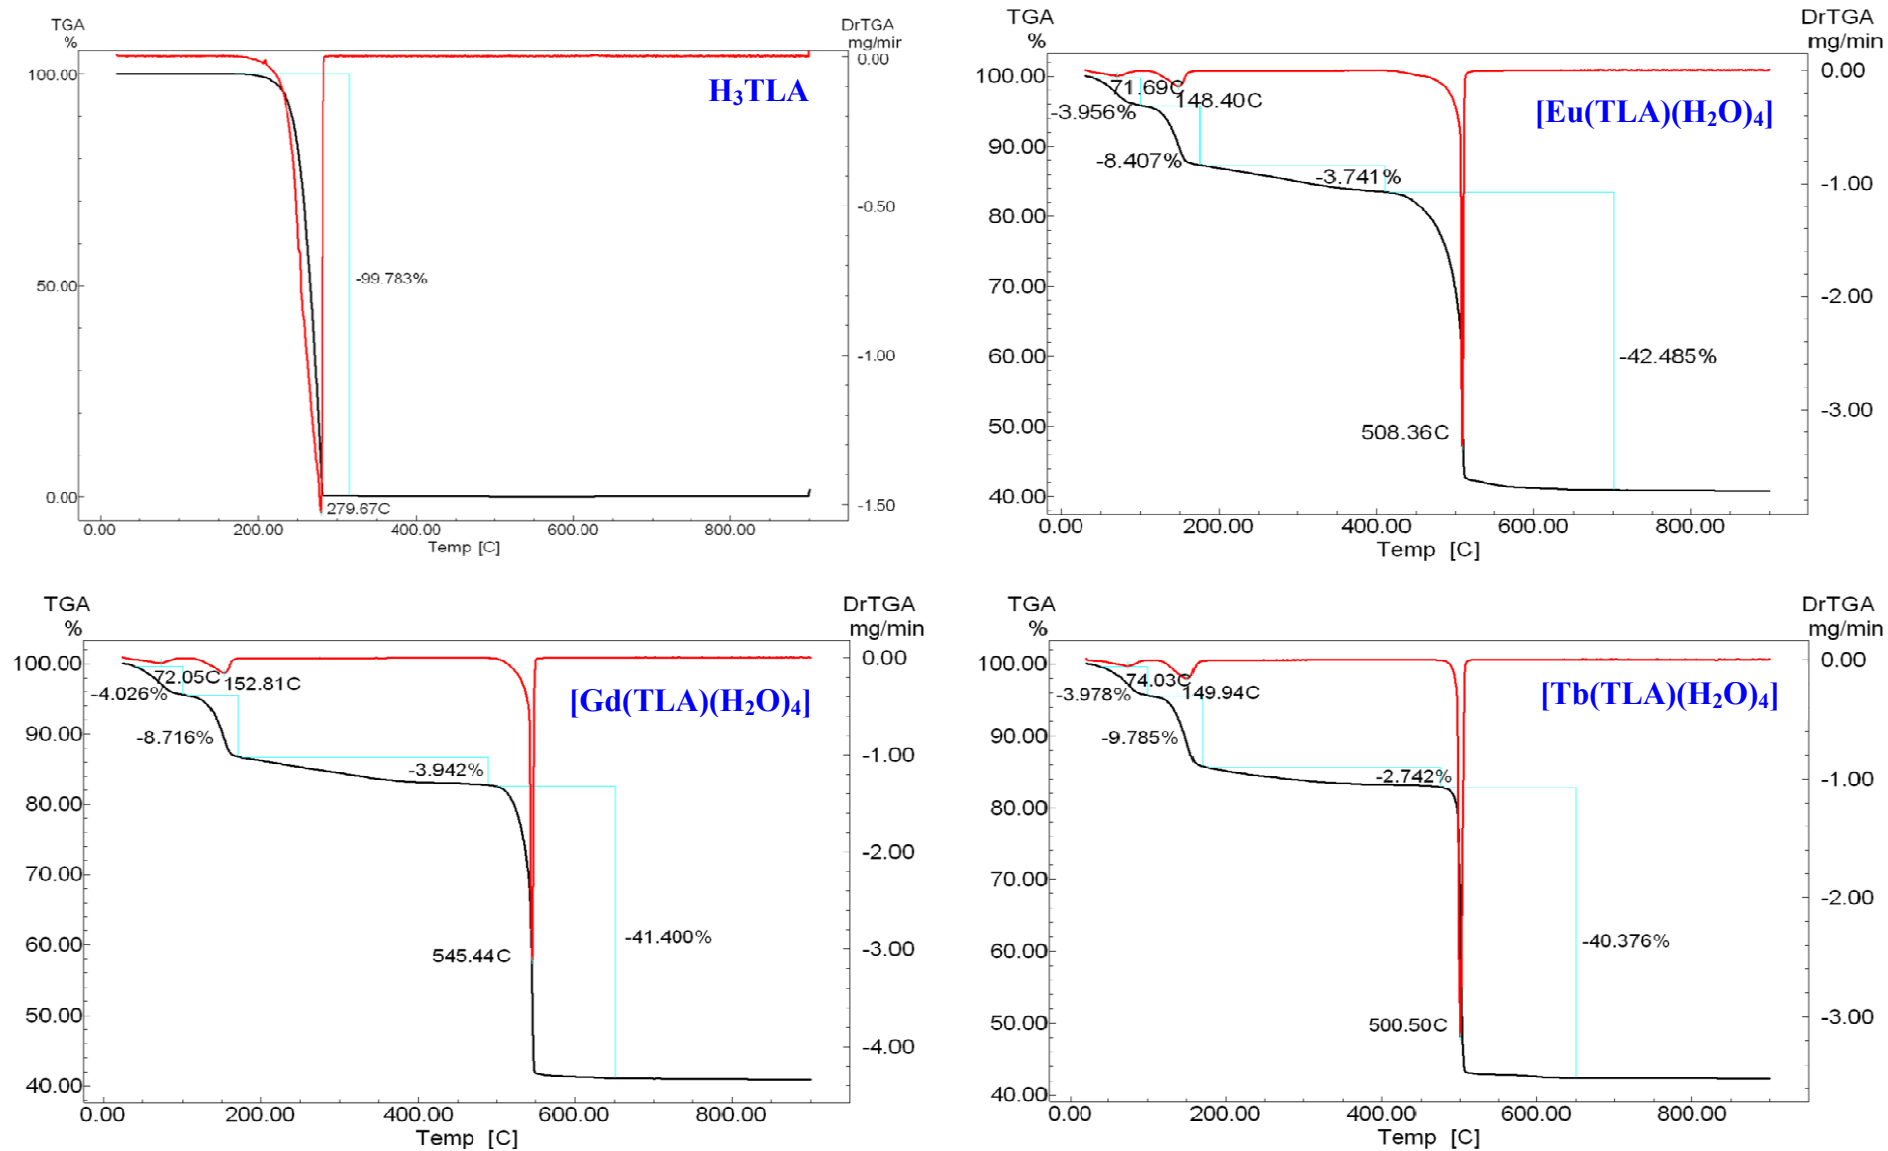 TGA
%
DrTGA
mg/min
100.00
50.00
0.00
0.00
-0.50
-1.00
-1.50
H₃TLA
-99.783%
279.67C
0.00
200.00
400.00
600.00
800.00
Temp [C]
TGA
%
DrTGA
mg/min
100.00
90.00
80.00
70.00
60.00
50.00
40.00
0.00
-1.00
-2.00
-3.00
71.69C
148.40C
-3.956%
-8.407%
-3.741%
[Eu(TLA)(H₂O)₄]
-42.485%
508.36C
0.00
200.00
400.00
600.00
800.00
Temp [C]
TGA
%
DrTGA
mg/min
100.00
90.00
80.00
70.00
60.00
50.00
40.00
0.00
-1.00
-2.00
-3.00
-4.00
72.05C
152.81C
-4.026%
-8.716%
-3.942%
[Gd(TLA)(H₂O)₄]
-41.400%
545.44C
0.00
200.00
400.00
600.00
800.00
Temp [C]
TGA
%
DrTGA
mg/min
100.00
90.00
80.00
70.00
60.00
50.00
40.00
0.00
-1.00
-2.00
-3.00
74.03C
149.94C
-3.978%
-9.785%
-2.742%
[Tb(TLA)(H₂O)₄]
-40.376%
500.50C
0.00
200.00
400.00
600.00
800.00
Temp [C]